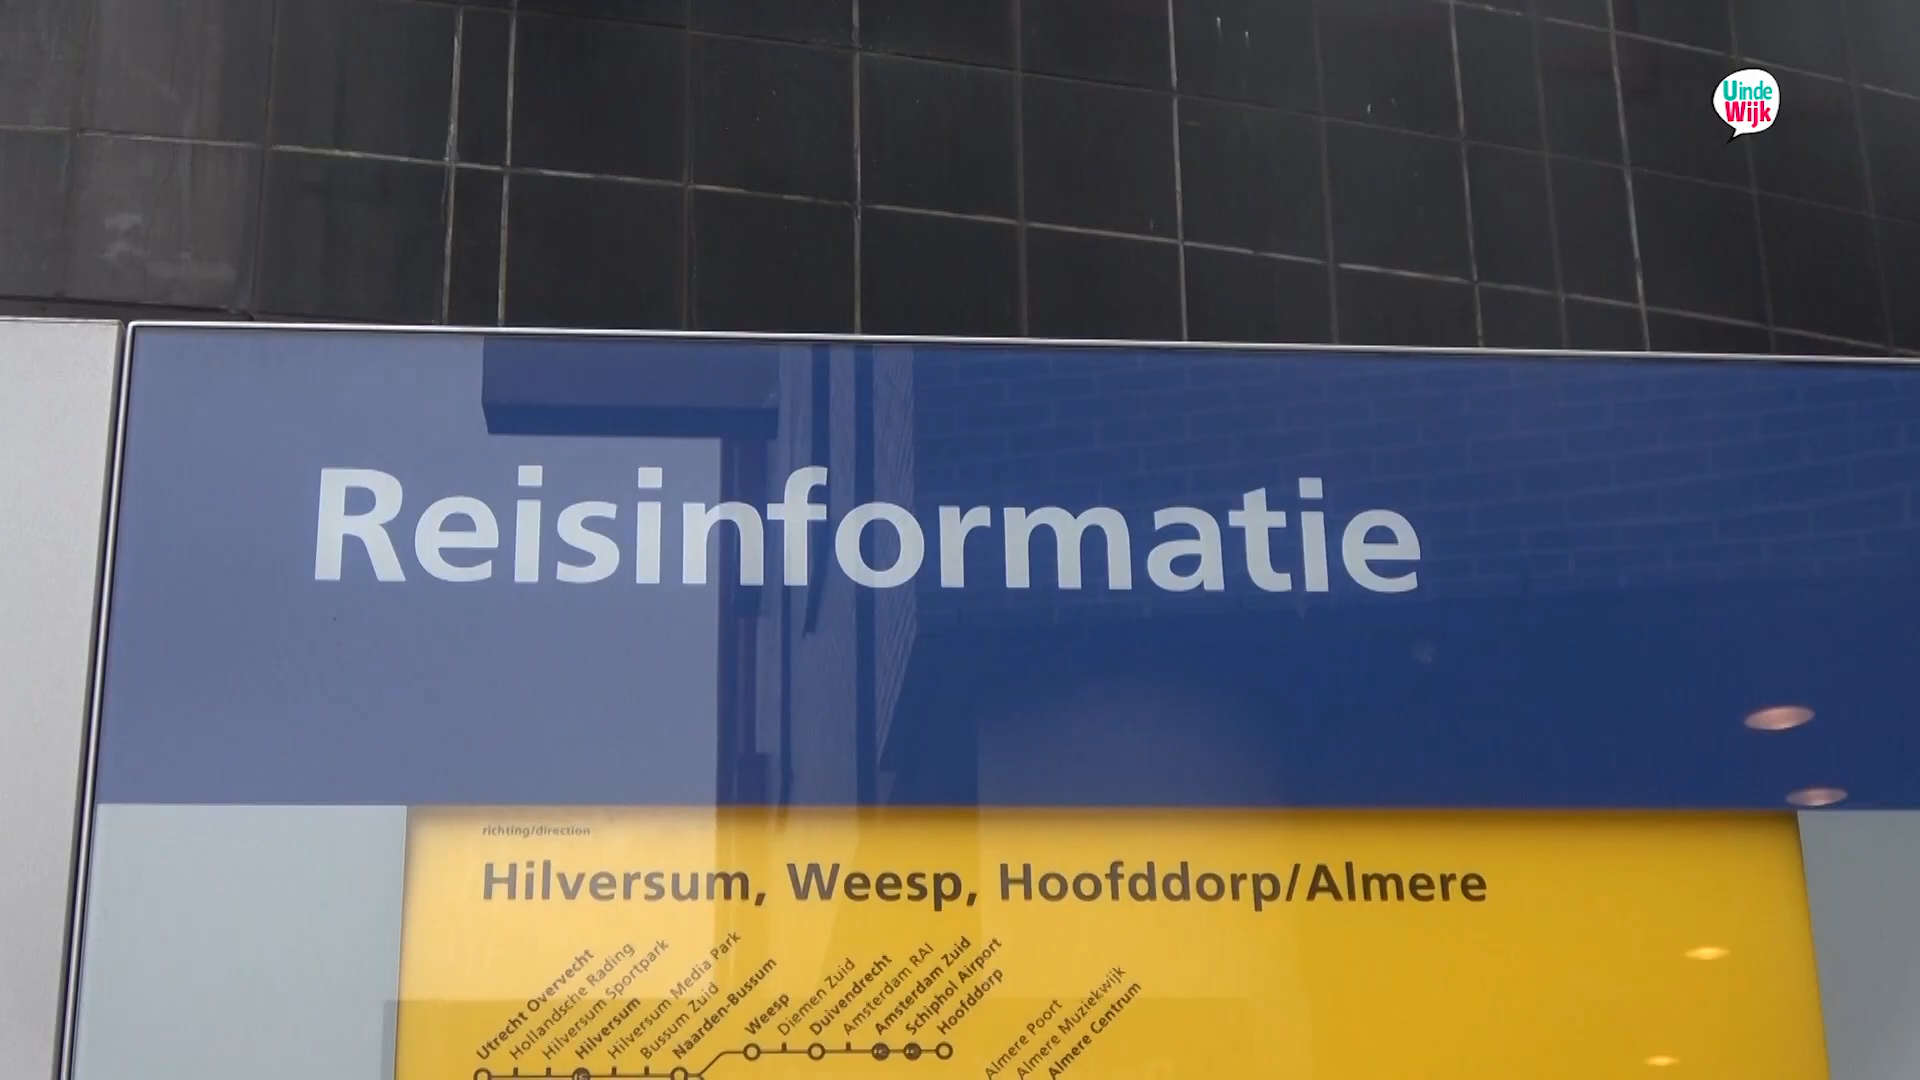 Uinde
Wijk
Reisinformatie
richting/direction
Hilversum, Weesp, Hoofddorp/Almere
Utrecht Overvecht
Hollandsche Rading
Hilversum Sportpark
Hilversum
Hilversum Media Park
Bussum Zuid
Naarden-Bussum
Weesp
Diemen Zuid
Duivendrecht
Amsterdam RAI
Amsterdam Zuid
Schiphol Airport
Hoofddorp
Almere Poort
Almere Muziekwijk
Almere Centrum